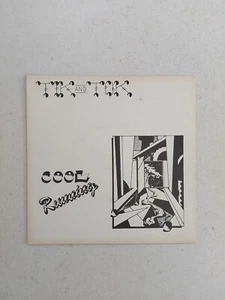 TIK AND TOK
COOL
Running